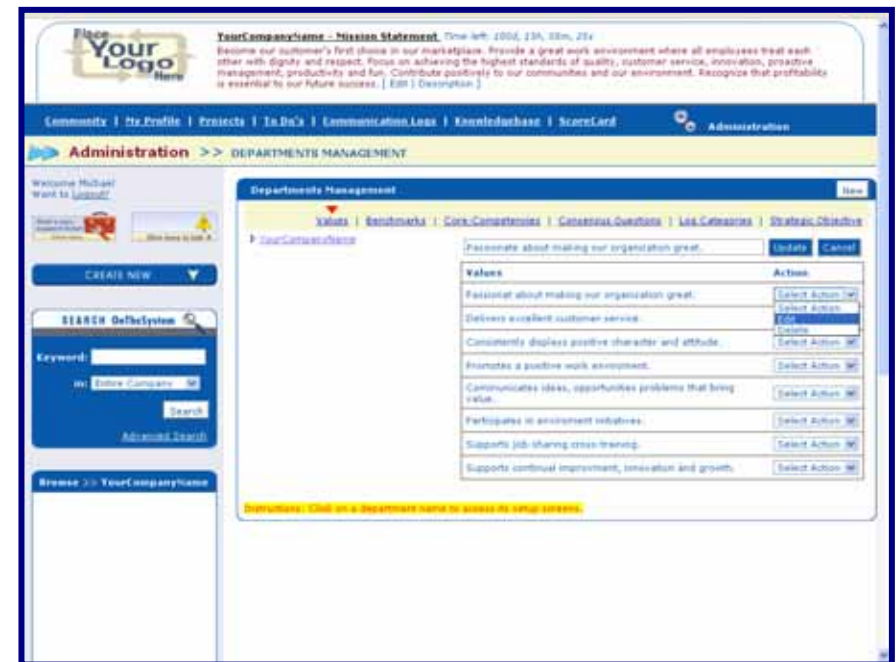 Place
Your
Logo
Here
YourCompanyName - Mission Statement Time left: 200d, 23h, 58m, 25s
Become our customer's first choice in our marketplace. Provide a great work environment where all employees treat each
other with dignity and respect. Focus on achieving the highest standards of quality, customer service, innovation, proactive
management, productivity and fun. Contribute positively to our communities and our environment. Recognize that profitability
is essential to our future success. [ Edit | Description ]
Community | My Profile | Projects | To Do's | Communication Logs | Knowledgebase | ScoreCard
Administration
Administration >> DEPARTMENTS MANAGEMENT
Welcome Michael
Want to Logout?
CREATE NEW
SEARCH OnTheSystem
Keyword:
in: Entire Company
Search
Advanced Search
Browse >> YourCompanyName
Departments Management
New
Values | Benchmarks | Core Competencies | Consensus Questions | Log Categories | Strategic Objective
YourCompanyName
Passionate about making our organization great.
Update
Cancel
Values
Action
Passionat about making our organization great.
Select Action
Select Action
Edit
Delete
Delivers excellent customer service.
Consistently displays positive character and attitude.
Select Action
Promotes a positive work environment.
Select Action
Communicates ideas, opportunities problems that bring
value.
Select Action
Participates in enviroment initiatives.
Select Action
Supports job sharing cross-training.
Select Action
Supports continual improvment, innovation and growth.
Select Action
Instructions: Click on a department name to access its setup screens.